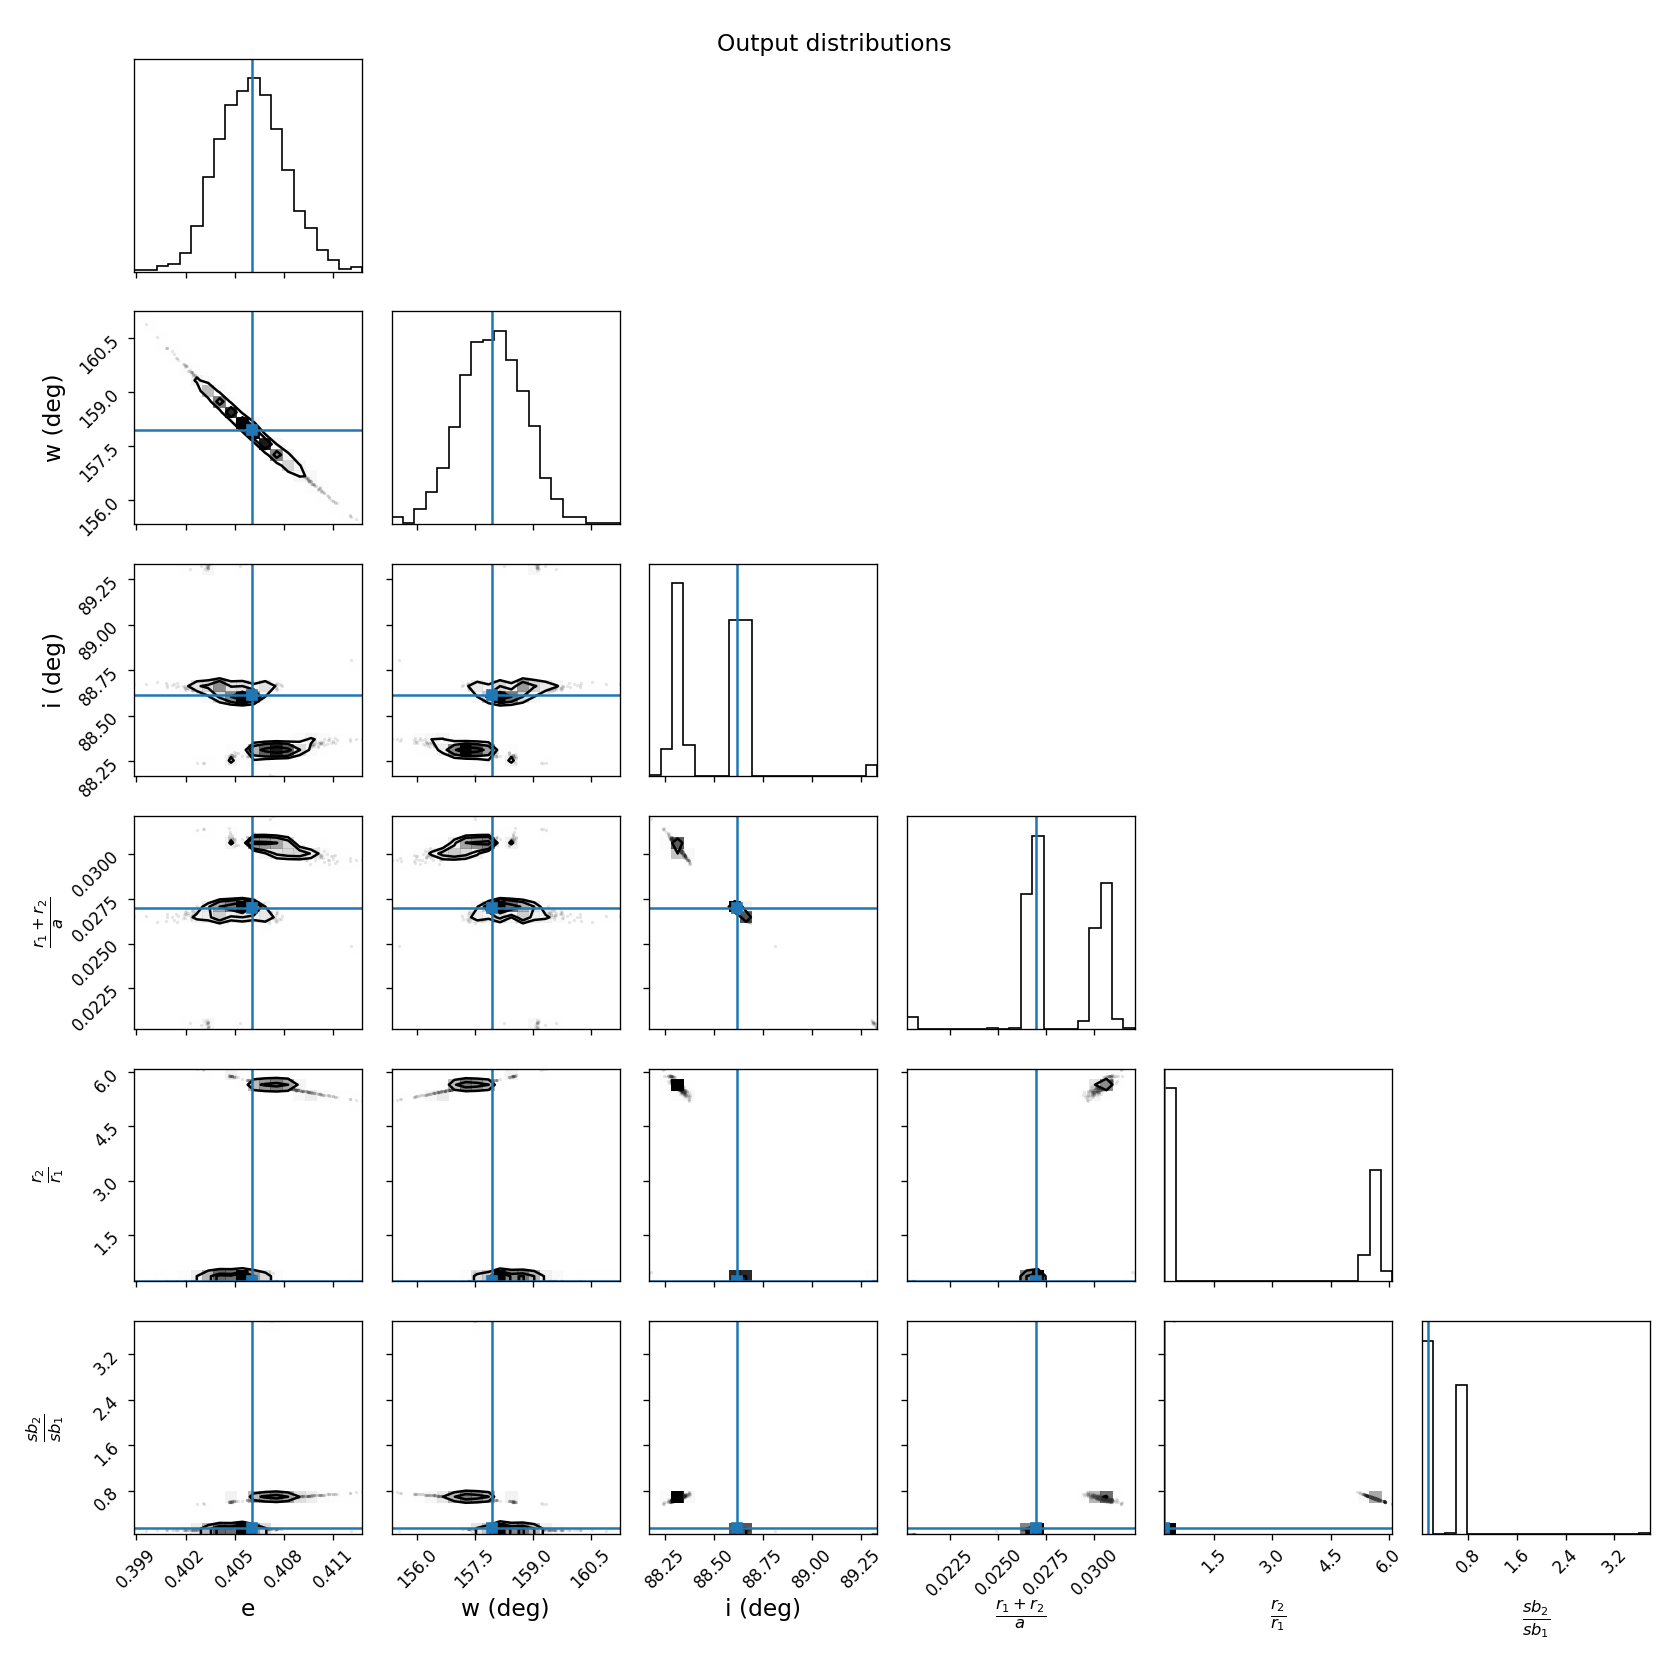 Output distributions
w (deg)
160.5
159.0
157.5
156.0
i (deg)
89.25
89.00
88.75
88.50
88.25
r₁ + r₂
a
0.0300
0.0275
0.0250
0.0225
r₂
r₁
6.0
4.5
3.0
1.5
sb₂
sb₁
3.2
2.4
1.6
0.8
0.399 0.402 0.405 0.408 0.411
156.0 157.5 159.0 160.5
88.25 88.50 88.75 89.00 89.25
0.0225 0.0250 0.0275 0.0300
1.5 3.0 4.5 6.0
0.8 1.6 2.4 3.2
e
w (deg)
i (deg)
r₁ + r₂
a
r₂
r₁
sb₂
sb₁